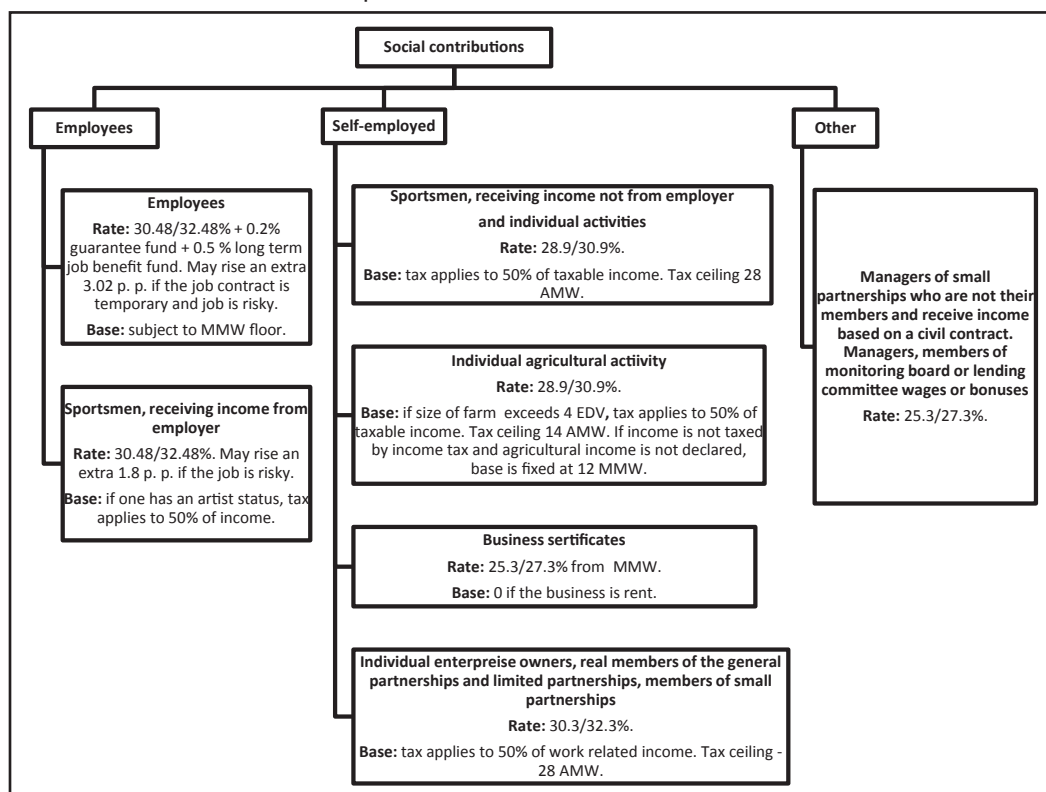 Social contributions
Employees
Self-employed
Other
Employees
Rate: 30.48/32.48% + 0.2%
guarantee fund + 0.5 % long term
job benefit fund. May rise an extra
3.02 p. p. if the job contract is
temporary and job is risky.
Base: subject to MMW floor.
Sportsmen, receiving income from
employer
Rate: 30.48/32.48%. May rise an
extra 1.8 p. p. if the job is risky.
Base: if one has an artist status, tax
applies to 50% of income.
Sportsmen, receiving income not from employer
and individual activities
Rate: 28.9/30.9%.
Base: tax applies to 50% of taxable income. Tax ceiling 28
AMW.
Individual agricultural activity
Rate: 28.9/30.9%.
Base: if size of farm exceeds 4 EDV, tax applies to 50% of
taxable income. Tax ceiling 14 AMW. If income is not taxed
by income tax and agricultural income is not declared,
base is fixed at 12 MMW.
Business sertificates
Rate: 25.3/27.3% from MMW.
Base: 0 if the business is rent.
Individual enterpreise owners, real members of the general
partnerships and limited partnerships, members of small
partnerships
Rate: 30.3/32.3%.
Base: tax applies to 50% of work related income. Tax ceiling -
28 AMW.
Managers of small
partnerships who are not their
members and receive income
based on a civil contract.
Managers, members of
monitoring board or lending
committee wages or bonuses
Rate: 25.3/27.3%.